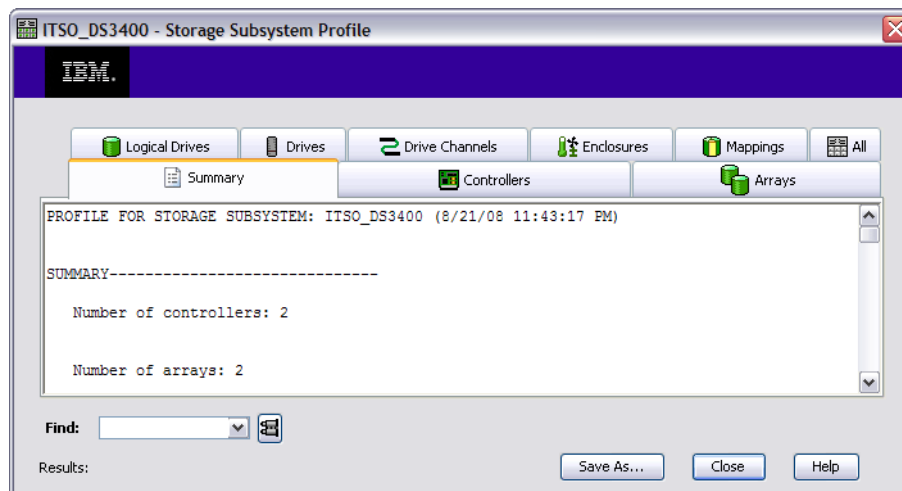 ITSO_DS3400 - Storage Subsystem Profile
IBM.
Logical Drives Drives Drive Channels Enclosures Mappings All
Summary Controllers Arrays
PROFILE FOR STORAGE SUBSYSTEM: ITSO_DS3400 (8/21/08 11:43:17 PM)
SUMMARY------------------------------
Number of controllers: 2
Number of arrays: 2
Find:
Results:
Save As... Close Help